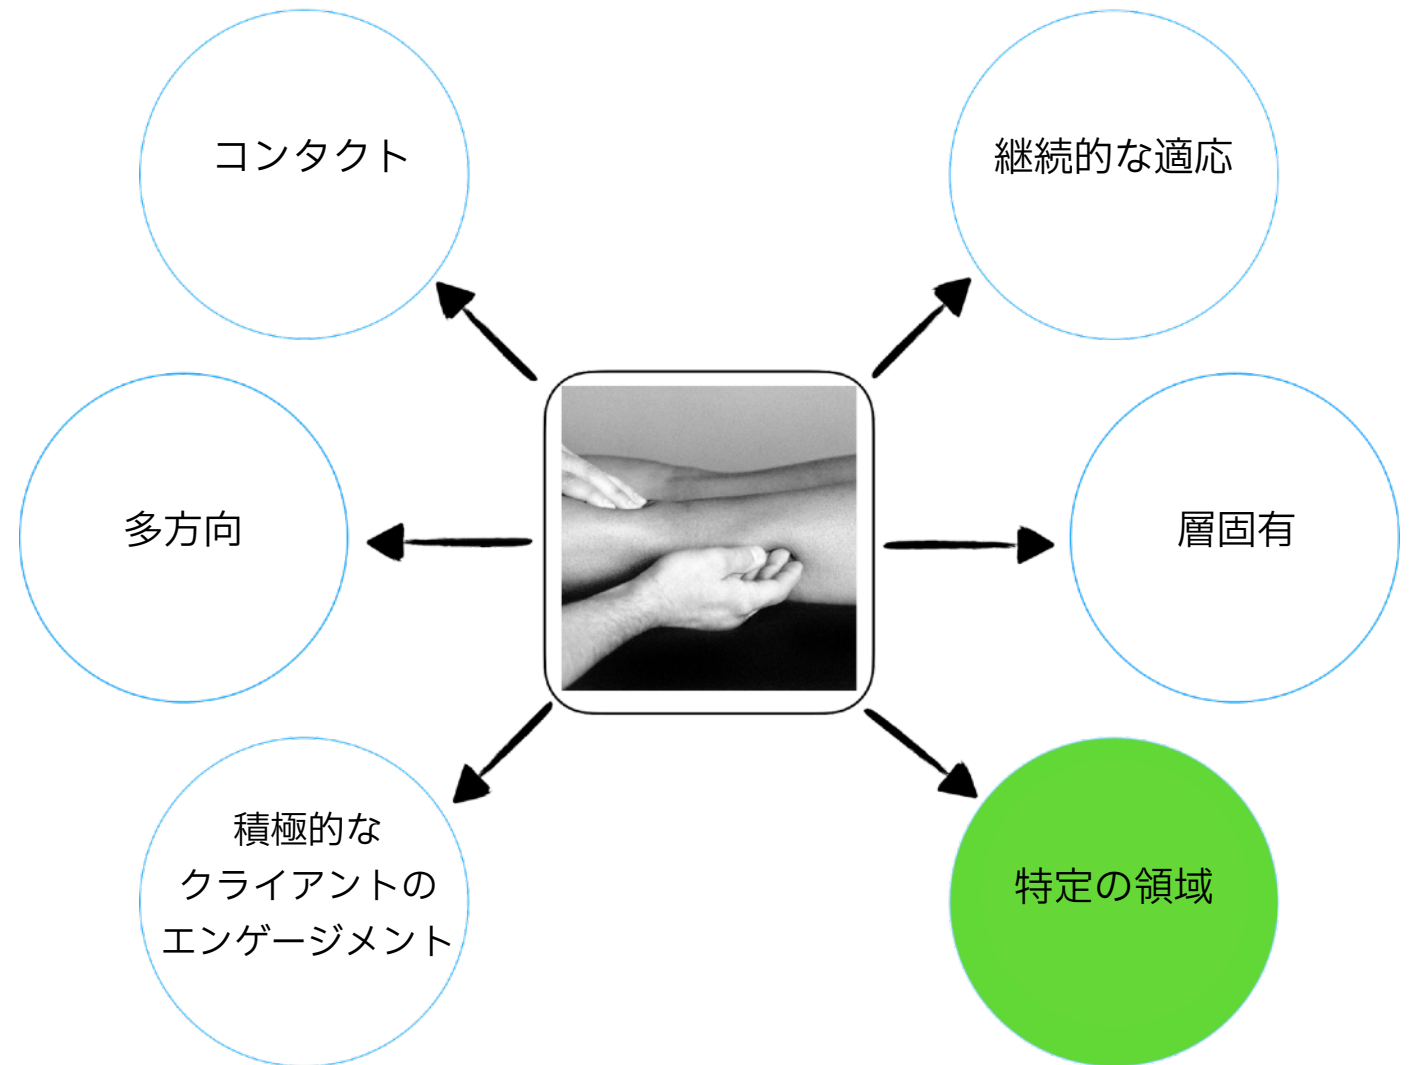 コンタクト
継続的な適応
多方向
層固有
積極的な
クライアントの
エンゲージメント
特定の領域